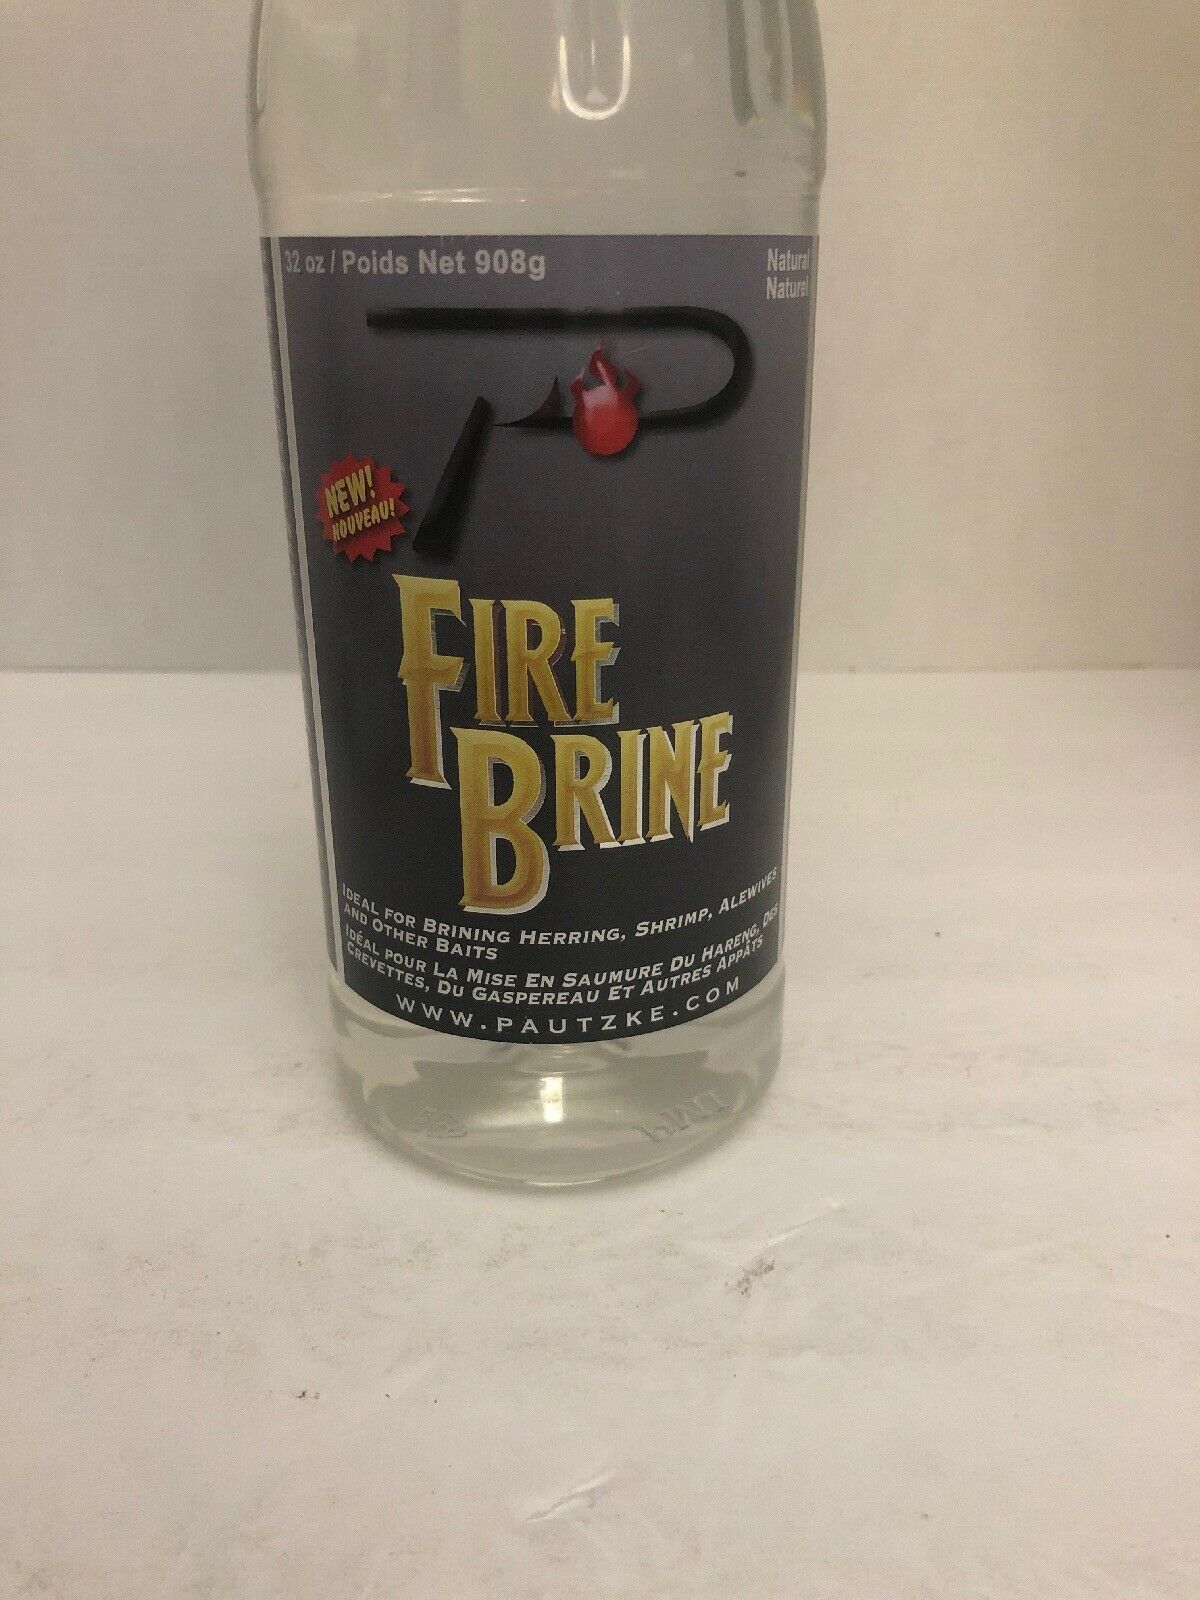 32 oz / Poids Net 908g
Natural
Naturel
NEW!
NOUVEAU!
FIRE
BRINE
IDEAL FOR BRINING HERRING, SHRIMP, ALEWIVES
AND OTHER BAITS
IDÉAL POUR LA MISE EN SAUMURE DU HARENG, DES
CREVETTES, DU GASPEREAU ET AUTRES APPÂTS
WWW.PAUTZKE.COM